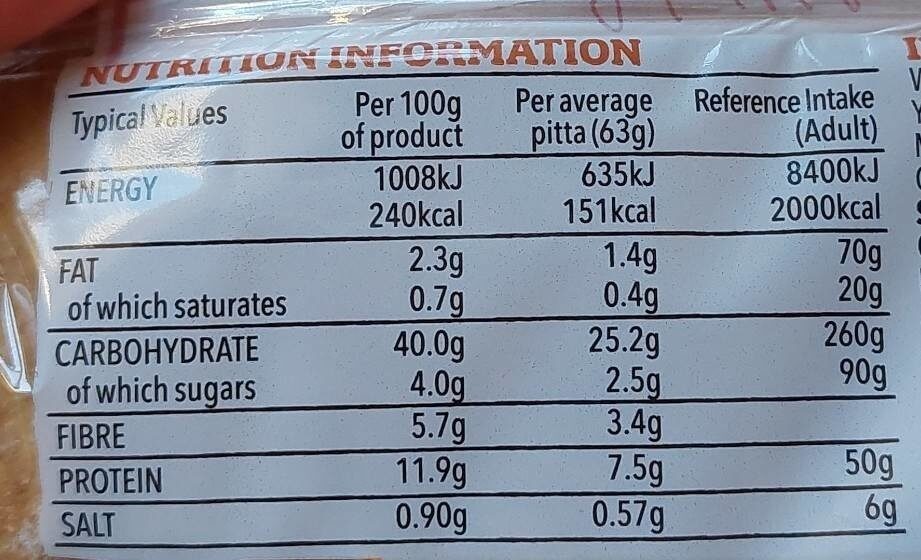 NUTRITION INFORMATION
Typical Values Per 100g of product Per average pitta (63g) Reference Intake (Adult)
ENERGY 1008kJ 635kJ 8400kJ
240kcal 151kcal 2000kcal
FAT 2.3g 1.4g 70g
of which saturates 0.7g 0.4g 20g
CARBOHYDRATE 40.0g 25.2g 260g
of which sugars 4.0g 2.5g 90g
FIBRE 5.7g 3.4g
PROTEIN 11.9g 7.5g 50g
SALT 0.90g 0.57g 6g